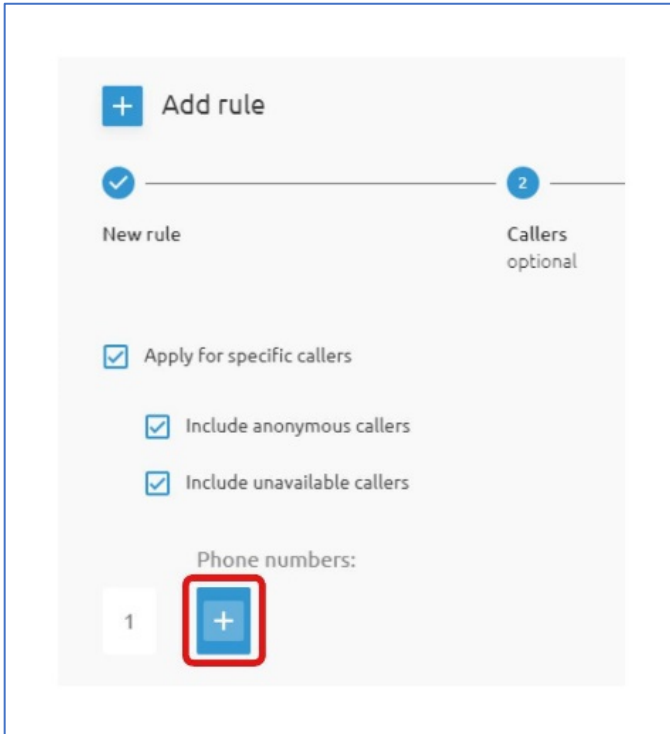 Add rule
2
New rule
Callers
optional
Apply for specific callers
Include anonymous callers
Include unavailable callers
Phone numbers:
1